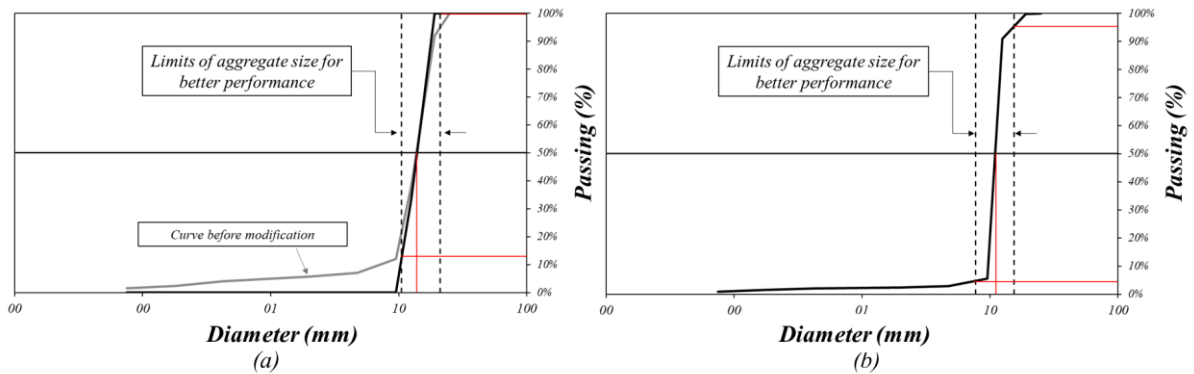 100%
90%
80%
70%
60%
50%
40%
30%
20%
10%
0%
Passing (%)
Limits of aggregate size for
better performance
Curve before modification
00 00 01 10 100
Diameter (mm)
(a)
100%
90%
80%
70%
60%
50%
40%
30%
20%
10%
0%
Passing (%)
Limits of aggregate size for
better performance
00 00 01 10 100
Diameter (mm)
(b)